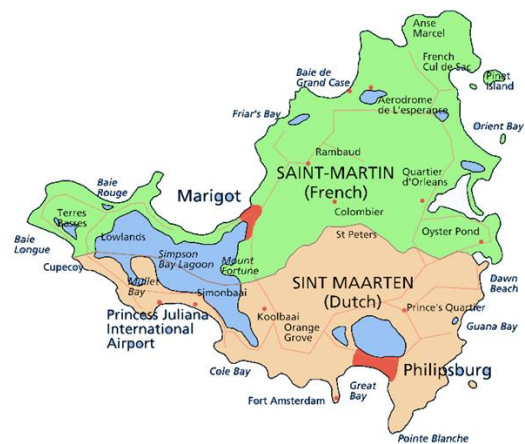 Anse
Marcel
French
Cul de Sac
Baie de
Grand Case
Pinet
Island
Aerodrome
de L'esperance
Friar's Bay
Orient Bay
Rambaud
SAINT-MARTIN
(French)
Quartier
d'Orleans
Baie
Rouge
Marigot
Colombier
Terres
Basses
St Peters
Oyster Pond
Baie
Longue
Lowlands
Simpson
Bay Lagoon
Mount
Fortune
Cupecoy
Mullet
Bay
SINT MAARTEN
(Dutch)
Dawn
Beach
Simonbaai
Princess Juliana
International
Airport
Koolbaai
Prince's Quartier
Guana Bay
Orange
Grove
Cole Bay
Philipsburg
Great
Bay
Fort Amsterdam
Pointe Blanche